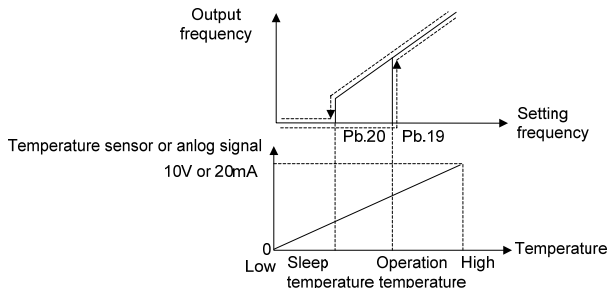 Output
frequency
Setting
frequency
Pb.20 Pb.19
Temperature sensor or anlog signal
10V or 20mA
0
Temperature
Low Sleep Operation High
temperature temperature